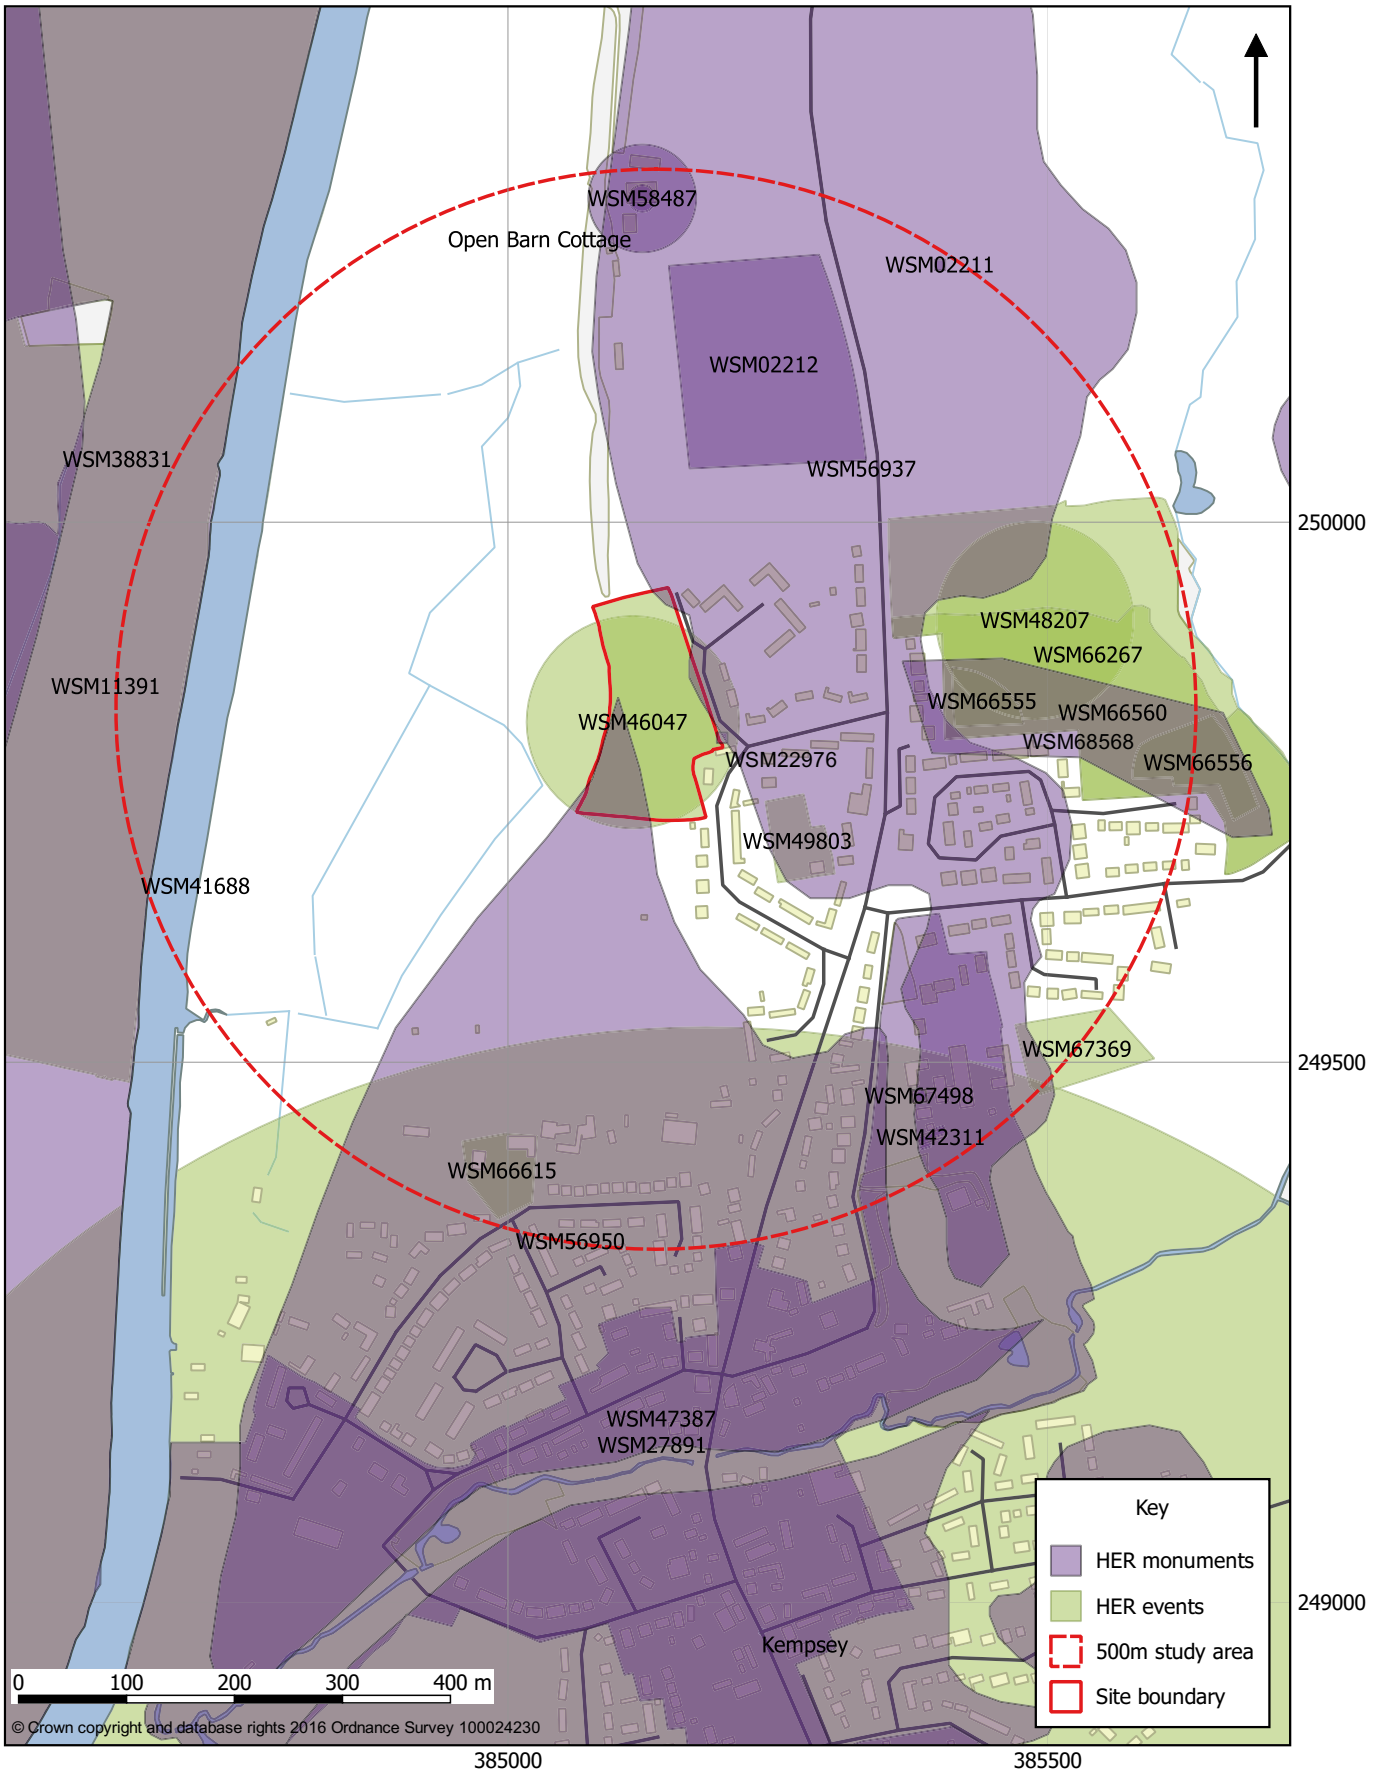 WSM58487
Open Barn Cottage
WSM02211
WSM02212
WSM38831
WSM56937
250000
WSM48207
WSM66267
WSM11391
WSM66555
WSM66560
WSM46047
WSM68568
WSM22976
WSM66556
WSM49803
WSM41688
WSM67369
249500
WSM67498
WSM42311
WSM66615
WSM56950
WSM47387
WSM27891
Key
HER monuments
HER events
500m study area
Site boundary
249000
Kempsey
0 100 200 300 400 m
© Crown copyright and database rights 2016 Ordnance Survey 100024230
385000 385500